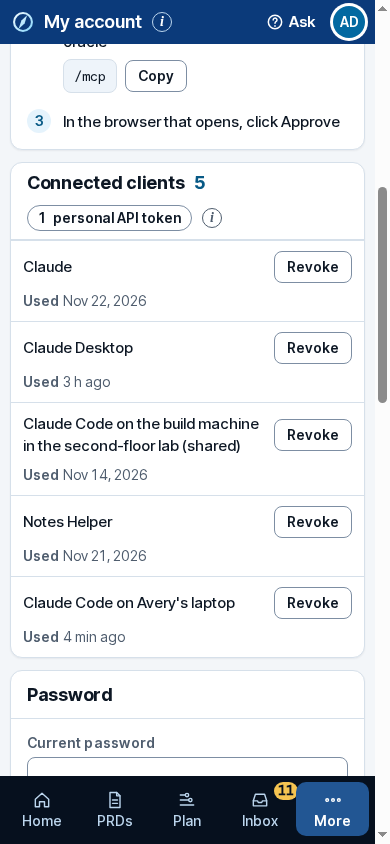 My account i Ask AD
oracle
/mcp Copy
3 In the browser that opens, click Approve
Connected clients 5
1 personal API token i
Claude Revoke
Used Nov 22, 2026
Claude Desktop Revoke
Used 3 h ago
Claude Code on the build machine
in the second-floor lab (shared) Revoke
Used Nov 14, 2026
Notes Helper Revoke
Used Nov 21, 2026
Claude Code on Avery's laptop Revoke
Used 4 min ago
Password
Current password
11
Home PRDs Plan Inbox More